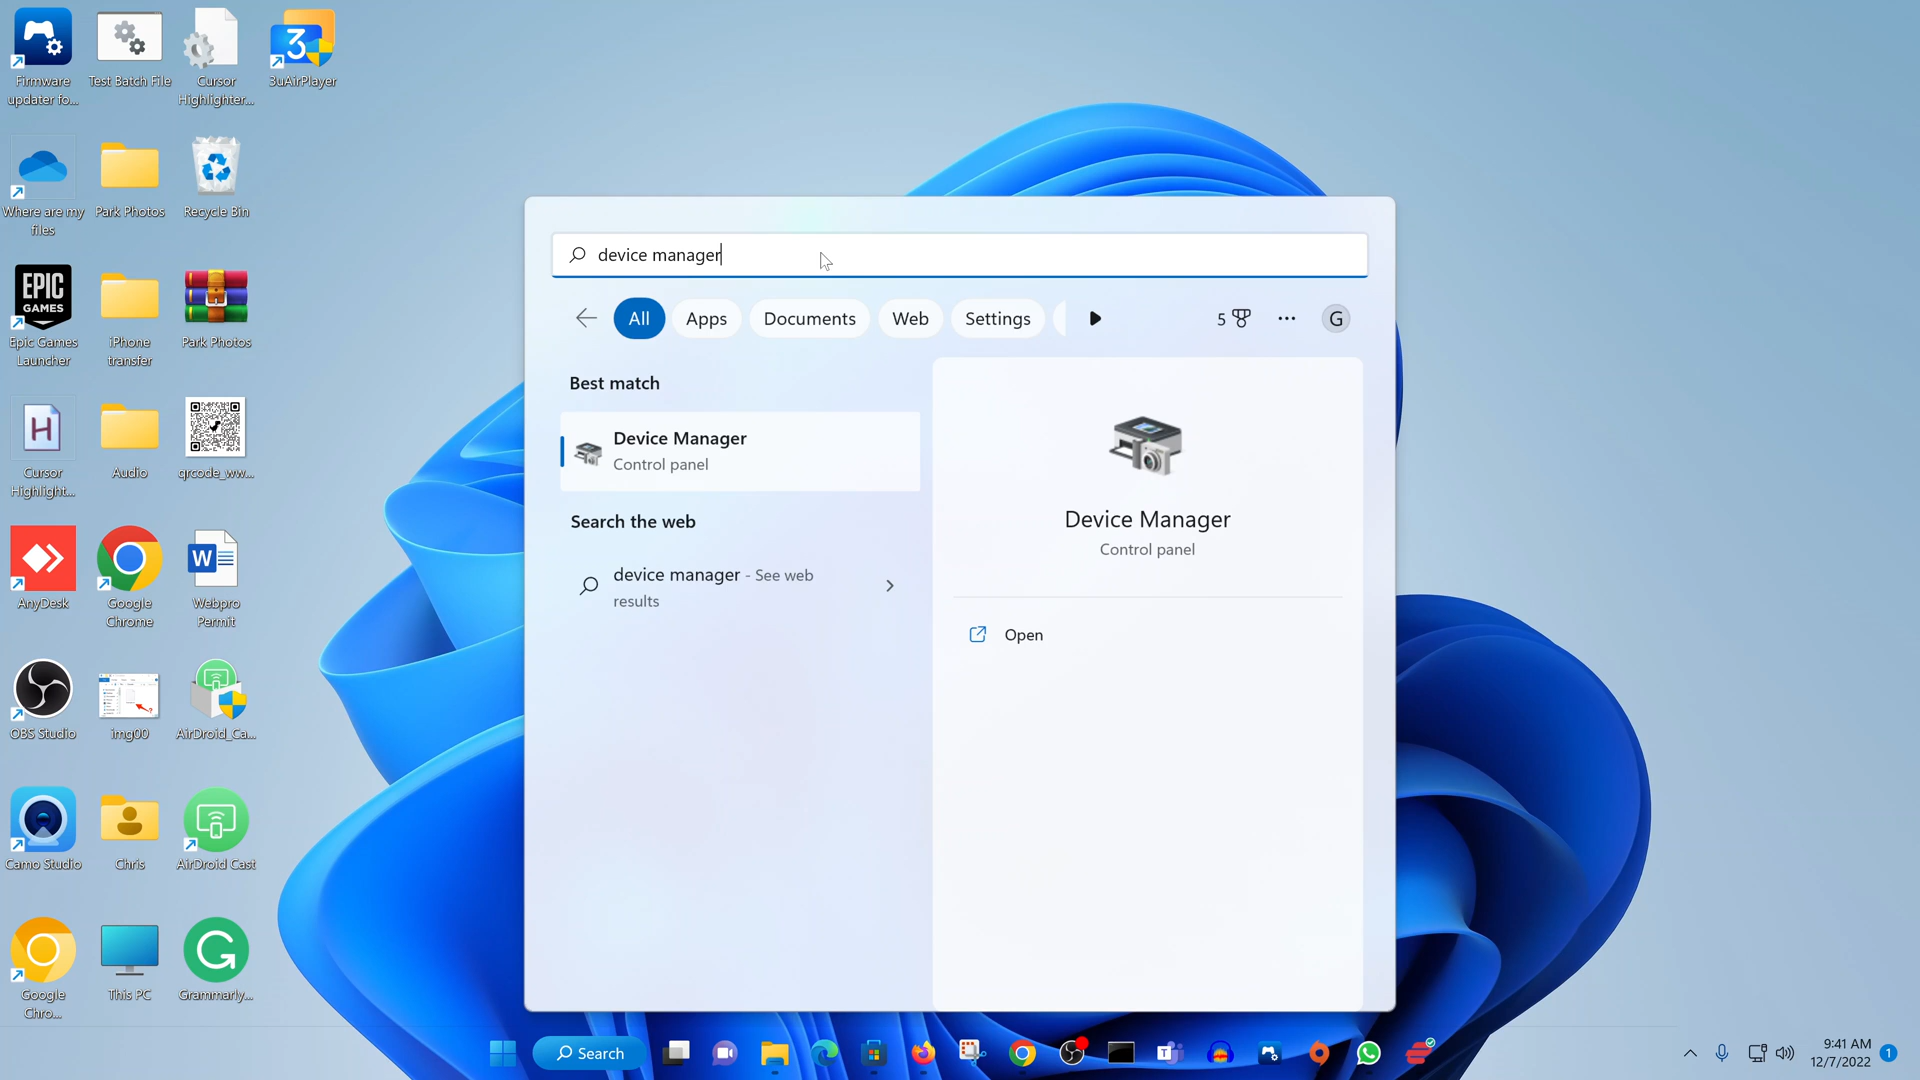 Firmware
updater fo...
Test Batch File
Cursor
Highlighter...
3
3uAirPlayer
Where are my
files
Park Photos
Recycle Bin
EPIC
GAMES
Epic Games
Launcher
iPhone
transfer
Park Photos
H
Cursor
Highlight...
Audio
qrcode_ww...
AnyDesk
Google
Chrome
W
Webpro
Permit
OBS Studio
img00
AirDroid_Ca...
Camo Studio
Chris
AirDroid Cast
Google
Chro...
This PC
Grammarly...
device manager
All
Apps
Documents
Web
Settings
5
...
G
Best match
Device Manager
Control panel
Search the web
device manager - See web
results
Device Manager
Control panel
Open
Search
T
9:41 AM
12/7/2022
1